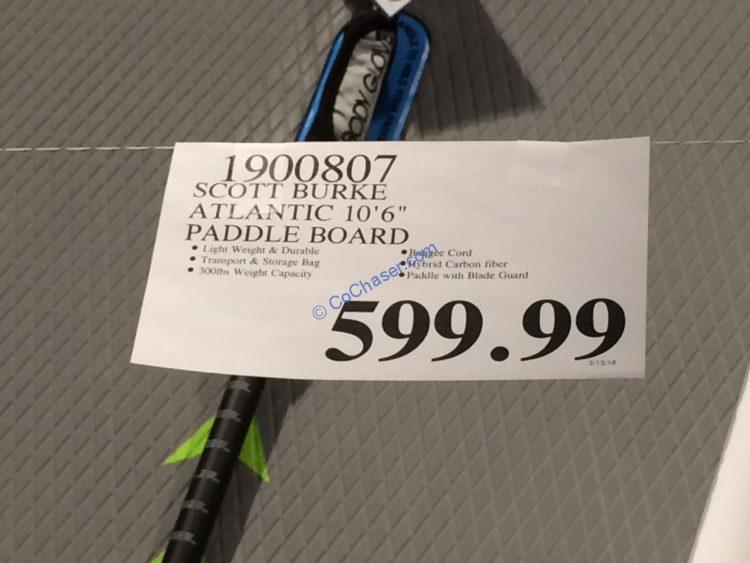 BODY GLOVE
1900807
SCOTT BURKE
ATLANTIC 10'6"
PADDLE BOARD
• Light Weight & Durable
• Transport & Storage Bag
• 300lbs Weight Capacity
• Bungee Cord
• Hybrid Carbon fiber
• Paddle with Blade Guard
© CoChaser.com
599.99
3/13/18